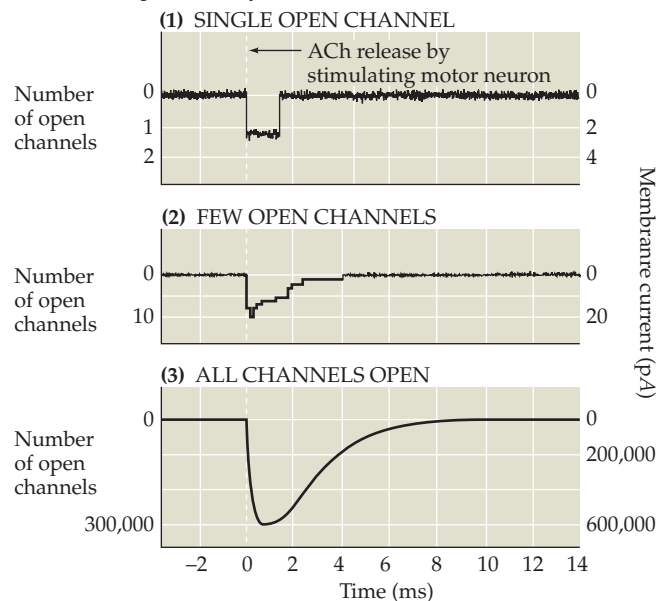 (1) SINGLE OPEN CHANNEL
ACh release by
stimulating motor neuron
Number
of open
channels
0
1
2
0
2
4
(2) FEW OPEN CHANNELS
Number
of open
channels
0
10
0
20
Membranre current (pA)
(3) ALL CHANNELS OPEN
Number
of open
channels
0
300,000
0
200,000
600,000
–2 0 2 4 6 8 10 12 14
Time (ms)